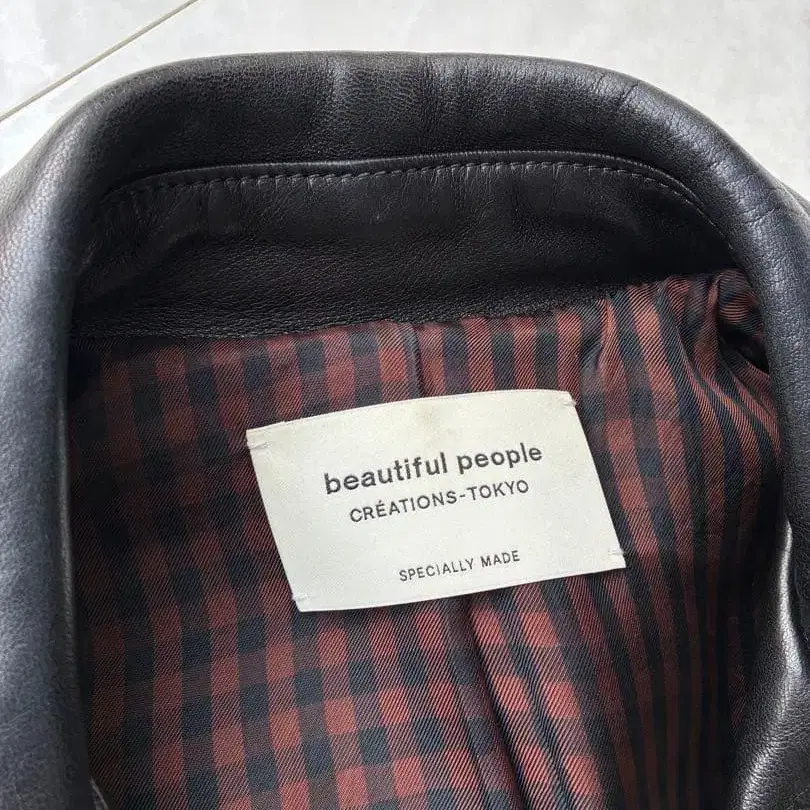 beautiful people
CRÉATIONS-TOKYO
SPECIALLY MADE